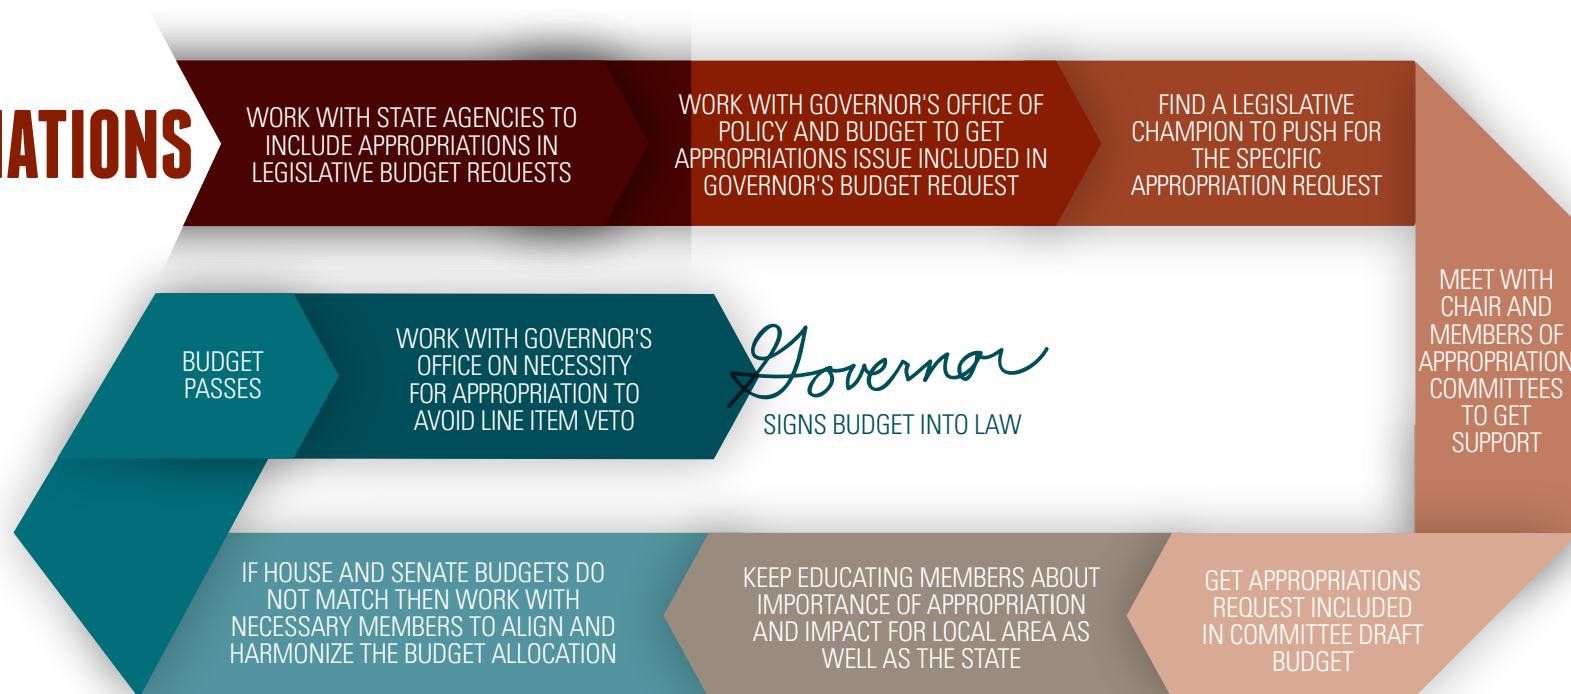 IATIONS
WORK WITH STATE AGENCIES TO
INCLUDE APPROPRIATIONS IN
LEGISLATIVE BUDGET REQUESTS
WORK WITH GOVERNOR'S OFFICE OF
POLICY AND BUDGET TO GET
APPROPRIATIONS ISSUE INCLUDED IN
GOVERNOR'S BUDGET REQUEST
FIND A LEGISLATIVE
CHAMPION TO PUSH FOR
THE SPECIFIC
APPROPRIATION REQUEST
MEET WITH
CHAIR AND
MEMBERS OF
APPROPRIATION
COMMITTEES
TO GET
SUPPORT
GET APPROPRIATIONS
REQUEST INCLUDED
IN COMMITTEE DRAFT
BUDGET
KEEP EDUCATING MEMBERS ABOUT
IMPORTANCE OF APPROPRIATION
AND IMPACT FOR LOCAL AREA AS
WELL AS THE STATE
IF HOUSE AND SENATE BUDGETS DO
NOT MATCH THEN WORK WITH
NECESSARY MEMBERS TO ALIGN AND
HARMONIZE THE BUDGET ALLOCATION
BUDGET
PASSES
WORK WITH GOVERNOR'S
OFFICE ON NECESSITY
FOR APPROPRIATION TO
AVOID LINE ITEM VETO
Governor
SIGNS BUDGET INTO LAW